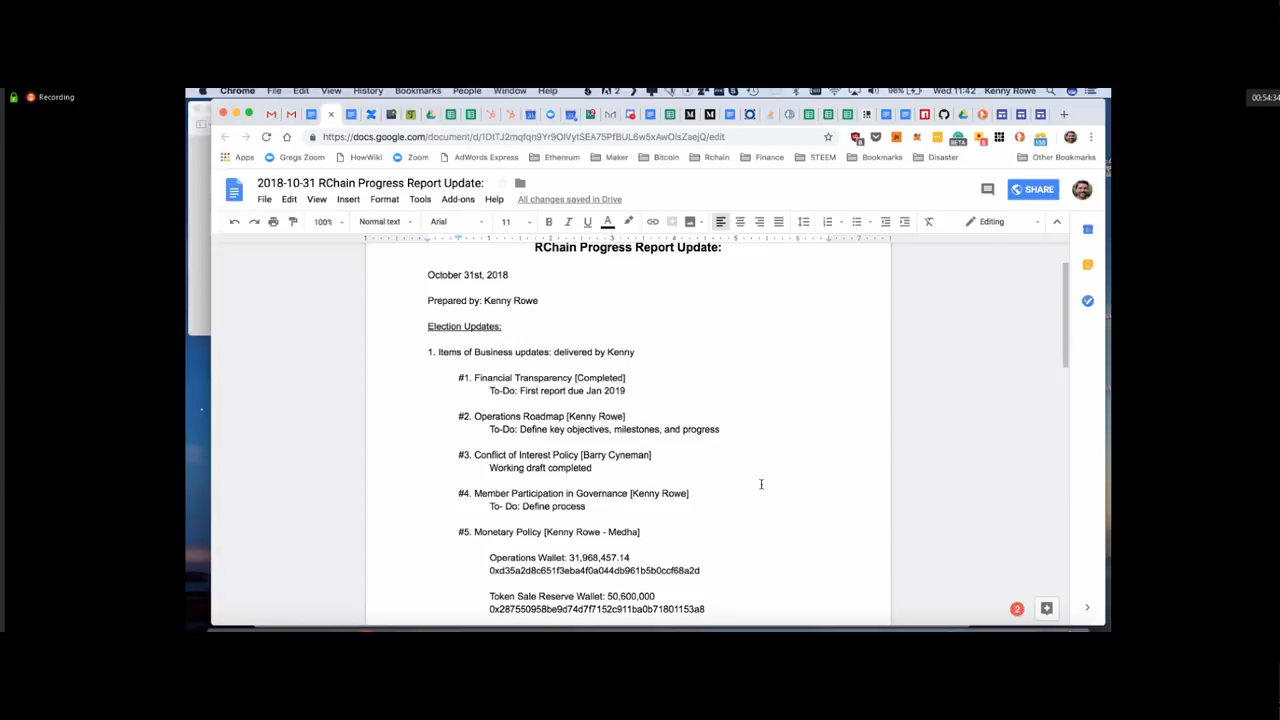 Recording
00:54:34
Chrome File Edit View History Bookmarks People Window Help 2 96% Wed 11:42 Kenny Rowe
https://docs.google.com/document/d/1DtTJ2mqfqn9Yr9OlVytSEA75PfBUL6w5xAwOlsZaejQ/edit
Apps Gregs Zoom HowWiki Zoom AdWords Express Ethereum Maker Bitcoin Rchain Finance STEEM Bookmarks Disaster Other Bookmarks
2018-10-31 RChain Progress Report Update:
SHARE
File Edit View Insert Format Tools Add-ons Help All changes saved in Drive
100% Normal text Arial 11 B I U A Editing
RChain Progress Report Update:
October 31st, 2018
Prepared by: Kenny Rowe
Election Updates:
1. Items of Business updates: delivered by Kenny
#1. Financial Transparency [Completed]
To-Do: First report due Jan 2019
#2. Operations Roadmap [Kenny Rowe]
To-Do: Define key objectives, milestones, and progress
#3. Conflict of Interest Policy [Barry Cyneman]
Working draft completed
#4. Member Participation in Governance [Kenny Rowe]
To- Do: Define process
#5. Monetary Policy [Kenny Rowe - Medha]
Operations Wallet: 31,968,457.14
0xd35a2d8c651f3eba4f0a044db961b5b0ccf68a2d
Token Sale Reserve Wallet: 50,600,000
0x287550958be9d74d7f7152c911ba0b71801153a8
2